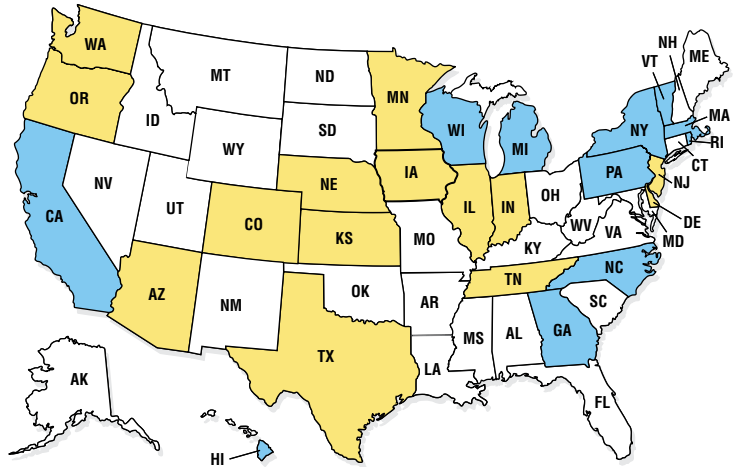 WA
OR
ID
MT
ND
SD
WY
NV
CA
UT
AZ
CO
NM
NE
KS
OK
TX
MN
IA
MO
AR
LA
WI
IL
IN
MI
OH
KY
TN
MS
AL
GA
FL
SC
NC
VA
WV
PA
NY
VT
NH
ME
MA
RI
CT
NJ
DE
MD
AK
HI